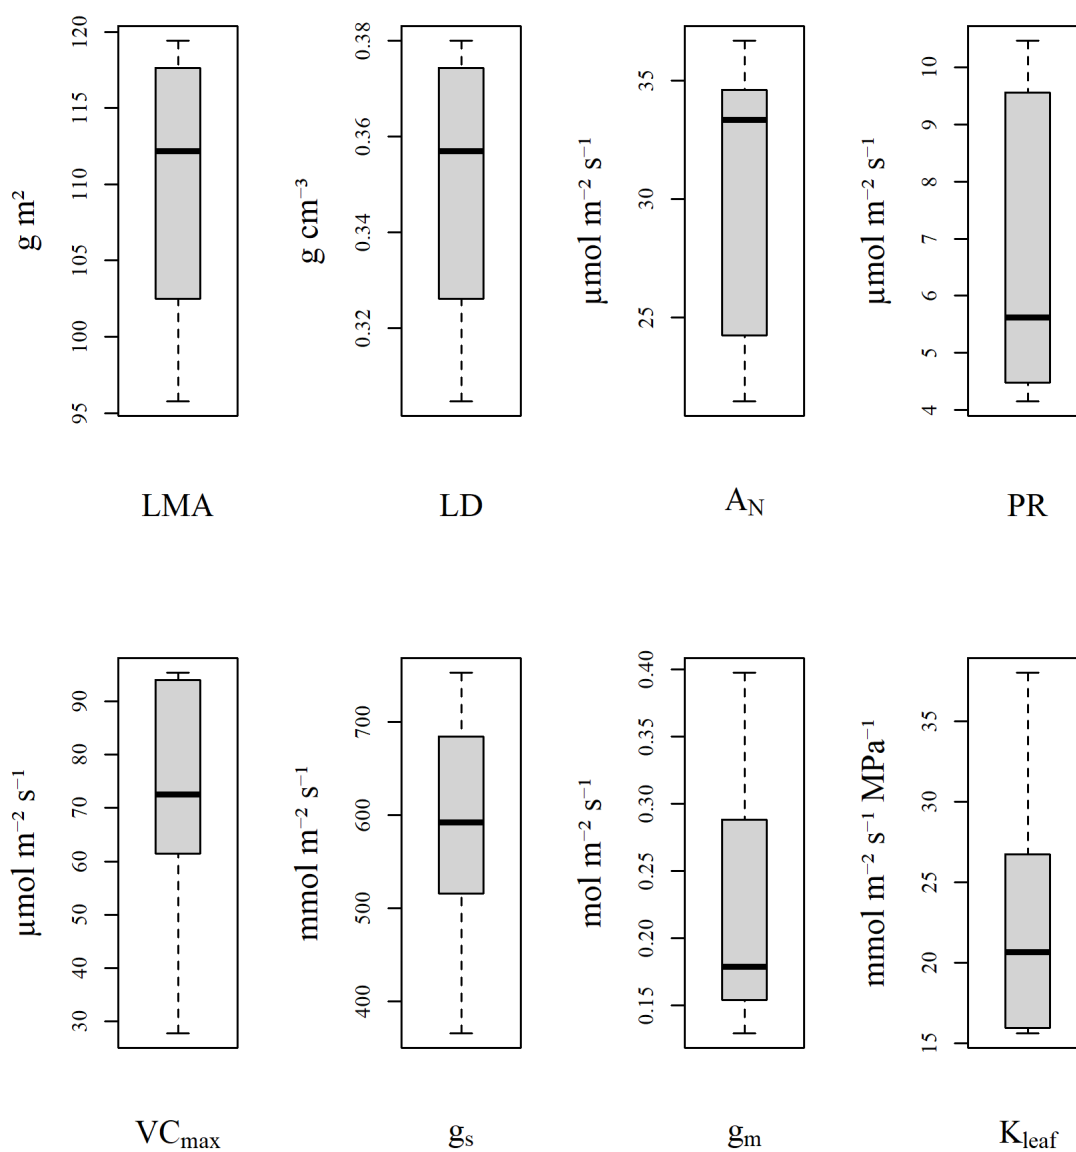 g m²
95 100 105 110 115 120
LMA
g cm⁻³
0.32 0.34 0.36 0.38
LD
μmol m⁻² s⁻¹
25 30 35
A_N
μmol m⁻² s⁻¹
4 5 6 7 8 9 10
PR
μmol m⁻² s⁻¹
30 40 50 60 70 80 90
VC_max
mmol m⁻² s⁻¹
400 500 600 700
g_s
mol m⁻² s⁻¹
0.15 0.20 0.25 0.30 0.35 0.40
g_m
mmol m⁻² s⁻¹ MPa⁻¹
15 20 25 30 35
K_leaf